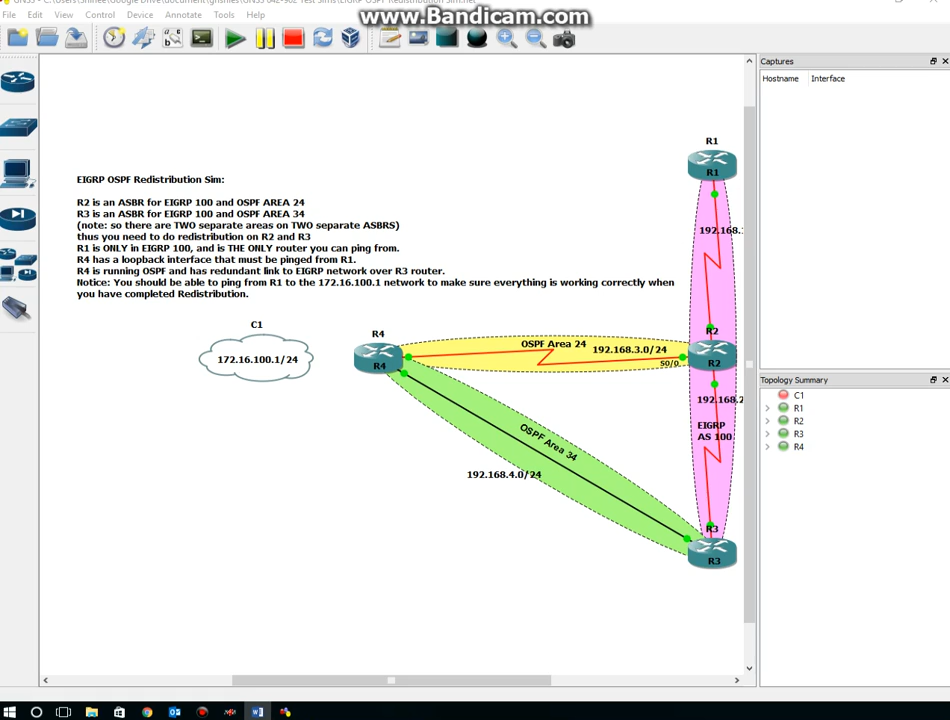 www.Bandicam.com
File Edit View Control Device Annotate Tools Help
Captures
Hostname Interface
EIGRP OSPF Redistribution Sim:
R2 is an ASBR for EIGRP 100 and OSPF AREA 24
R3 is an ASBR for EIGRP 100 and OSPF AREA 34
(note: so there are TWO separate areas on TWO separate ASBRS)
thus you need to do redistribution on R2 and R3
R1 is ONLY in EIGRP 100, and is THE ONLY router you can ping from.
R4 has a loopback interface that must be pinged from R1.
R4 is running OSPF and has redundant link to EIGRP network over R3 router.
Notice: You should be able to ping from R1 to the 172.16.100.1 network to make sure everything is working correctly when
you have completed Redistribution.
R1
R1
192.168.1
C1
172.16.100.1/24
R4
R4
OSPF Area 24
192.168.3.0/24
s0/0
R2
R2
192.168.2
EIGRP
AS 100
OSPF Area 34
192.168.4.0/24
R3
R3
Topology Summary
C1
R1
R2
R3
R4